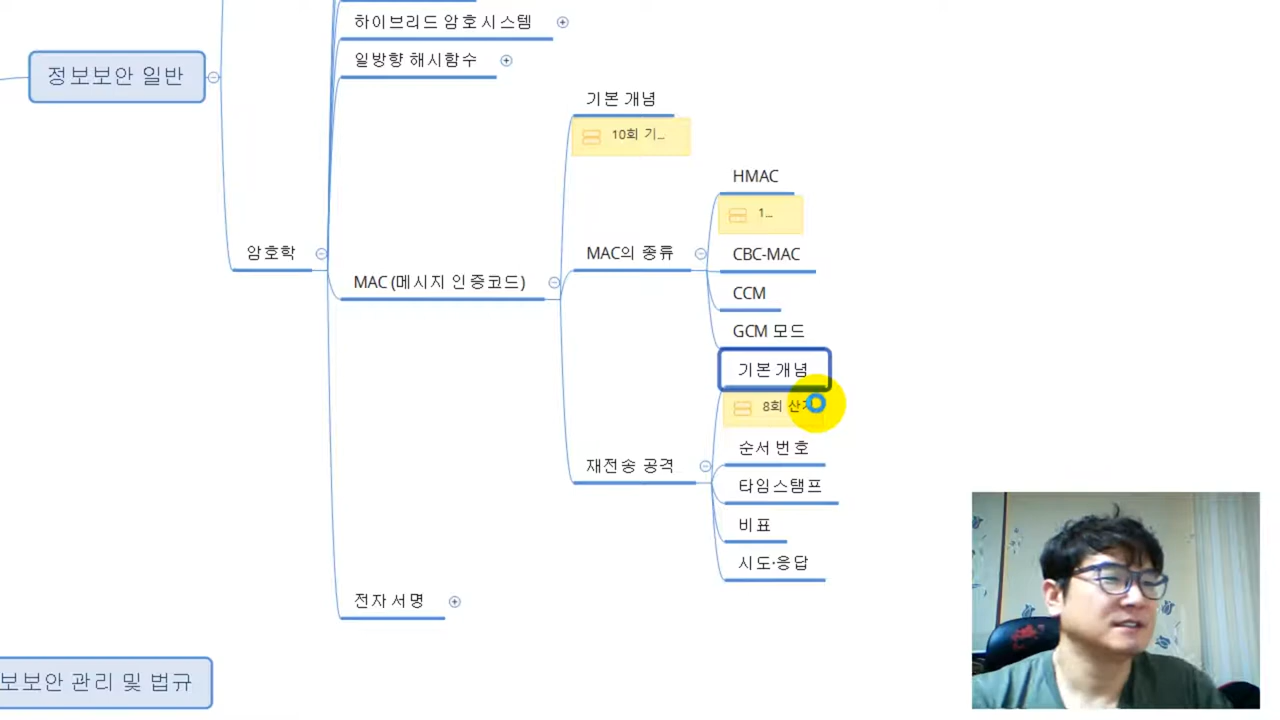 하이브리드 암호 시스템
일방향 해시함수
정보보안 일반
기본 개념
10회 기...
HMAC
1...
암호학
MAC의 종류
CBC-MAC
MAC (메시지 인증코드)
CCM
GCM 모드
기본 개념
8회
순서 번호
재전송 공격
타임스탬프
비표
시도·응답
전자 서명
보보안 관리 및 법규